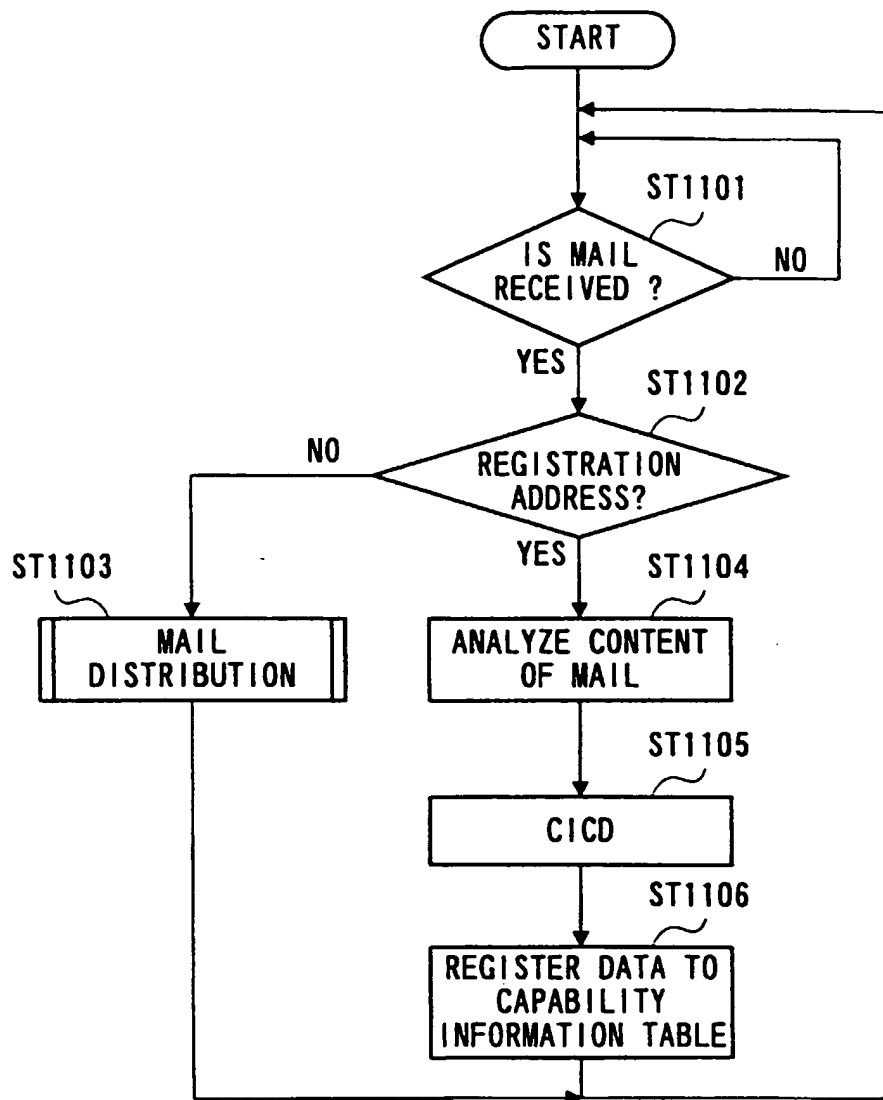 START
ST1101
IS MAIL
RECEIVED ?
NO
YES
ST1102
NO
REGISTRATION
ADDRESS?
YES
ST1103
ST1104
MAIL
DISTRIBUTION
ANALYZE CONTENT
OF MAIL
ST1105
CICD
ST1106
REGISTER DATA TO
CAPABILITY
INFORMATION TABLE